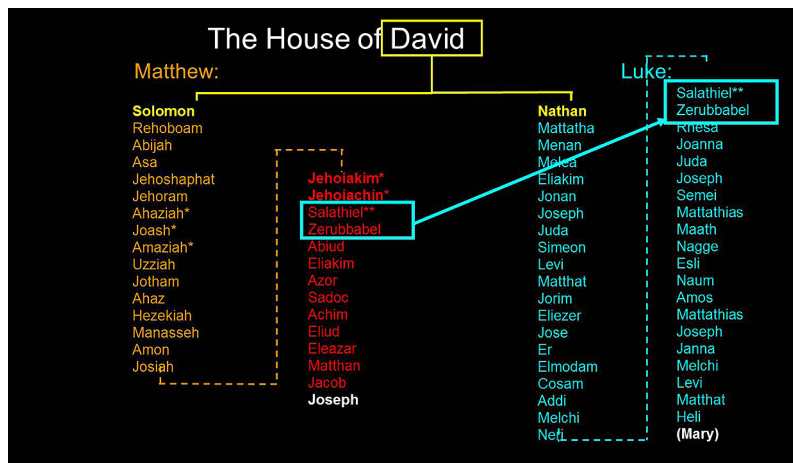 The House of David
Matthew:
Solomon
Rehoboam
Abijah
Asa
Jehoshaphat
Jehoram
Ahaziah*
Joash*
Amaziah*
Uzziah
Jotham
Ahaz
Hezekiah
Manasseh
Amon
Josiah
Jehoiakim*
Jehoiachin*
Salathiel**
Zerubbabel
Abiud
Eliakim
Azor
Sadoc
Achim
Eliud
Eleazar
Matthan
Jacob
Joseph
Luke:
Nathan
Mattatha
Menan
Melea
Eliakim
Jonan
Joseph
Juda
Simeon
Levi
Matthat
Jorim
Eliezer
Jose
Er
Elmodam
Cosam
Addi
Melchi
Neri
Salathiel**
Zerubbabel
Rhesa
Joanna
Juda
Joseph
Semei
Mattathias
Maath
Nagge
Esli
Naum
Amos
Mattathias
Joseph
Janna
Melchi
Levi
Matthat
Heli
(Mary)